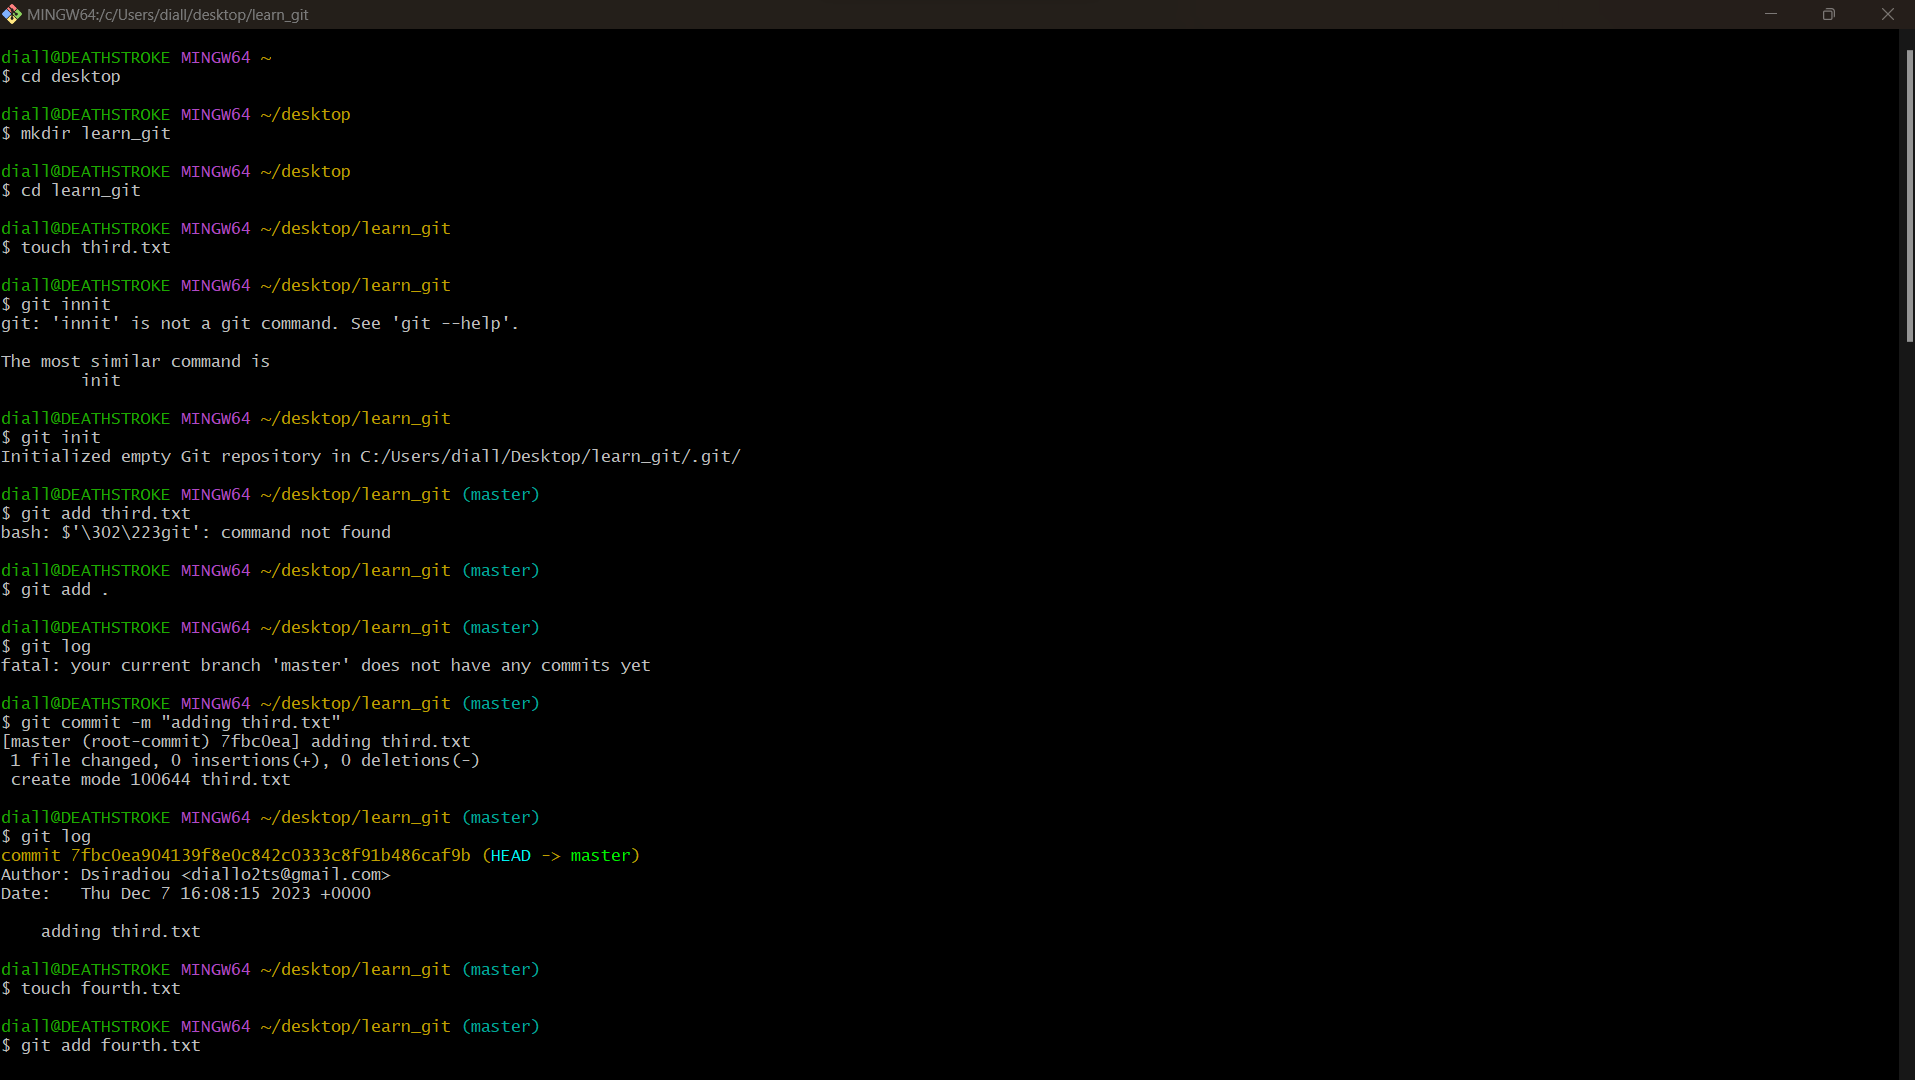 MINGW64:/c/Users/diall/desktop/learn_git
diall@DEATHSTROKE MINGW64 ~
$ cd desktop
diall@DEATHSTROKE MINGW64 ~/desktop
$ mkdir learn_git
diall@DEATHSTROKE MINGW64 ~/desktop
$ cd learn_git
diall@DEATHSTROKE MINGW64 ~/desktop/learn_git
$ touch third.txt
diall@DEATHSTROKE MINGW64 ~/desktop/learn_git
$ git innit
git: 'innit' is not a git command. See 'git --help'.
The most similar command is
init
diall@DEATHSTROKE MINGW64 ~/desktop/learn_git
$ git init
Initialized empty Git repository in C:/Users/diall/Desktop/learn_git/.git/
diall@DEATHSTROKE MINGW64 ~/desktop/learn_git (master)
$ git add third.txt
bash: $'\302\223git': command not found
diall@DEATHSTROKE MINGW64 ~/desktop/learn_git (master)
$ git add .
diall@DEATHSTROKE MINGW64 ~/desktop/learn_git (master)
$ git log
fatal: your current branch 'master' does not have any commits yet
diall@DEATHSTROKE MINGW64 ~/desktop/learn_git (master)
$ git commit -m "adding third.txt"
[master (root-commit) 7fbc0ea] adding third.txt
1 file changed, 0 insertions(+), 0 deletions(-)
create mode 100644 third.txt
diall@DEATHSTROKE MINGW64 ~/desktop/learn_git (master)
$ git log
commit 7fbc0ea904139f8e0c842c0333c8f91b486caf9b (HEAD -> master)
Author: Dsiradiou <diallo2ts@gmail.com>
Date:   Thu Dec 7 16:08:15 2023 +0000
adding third.txt
diall@DEATHSTROKE MINGW64 ~/desktop/learn_git (master)
$ touch fourth.txt
diall@DEATHSTROKE MINGW64 ~/desktop/learn_git (master)
$ git add fourth.txt